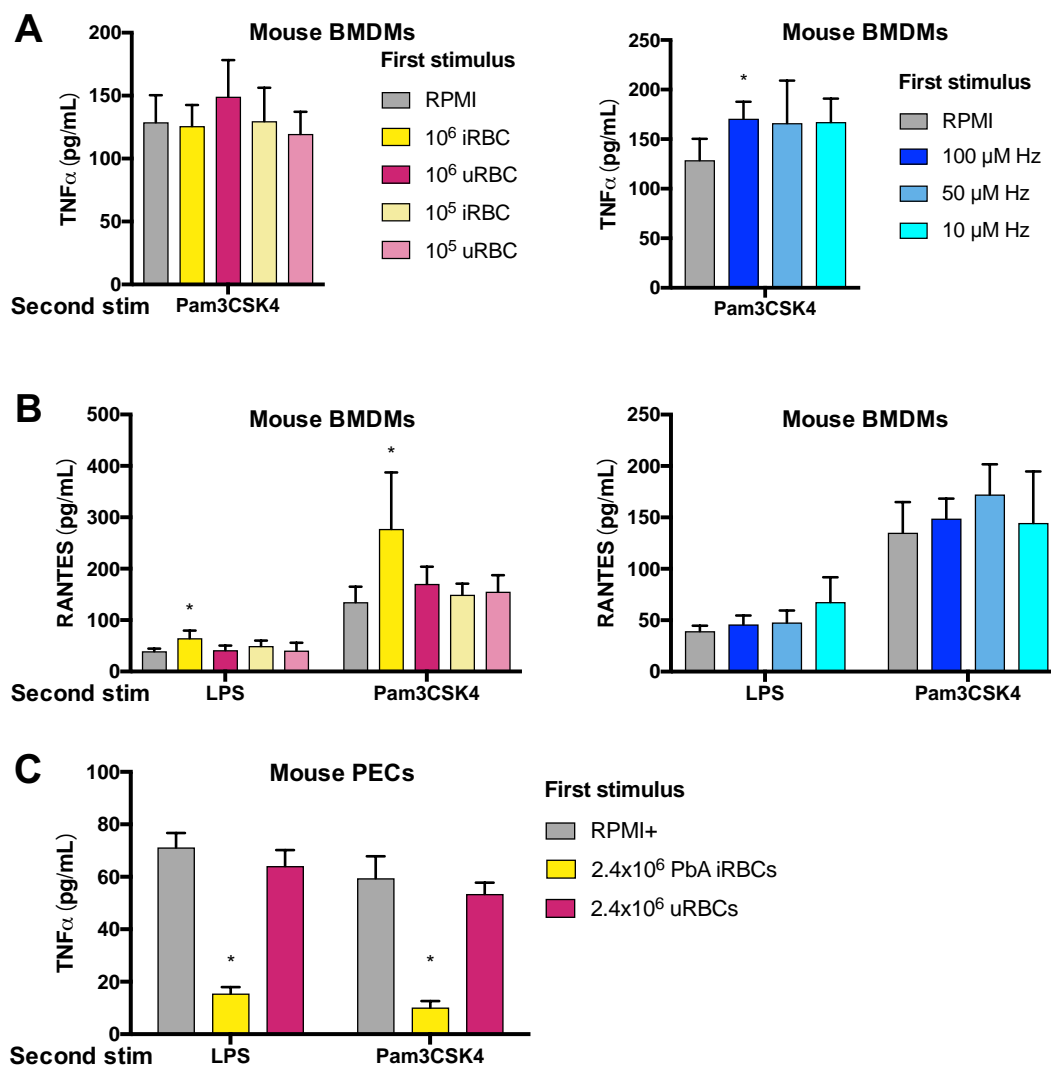 A
Mouse BMDMs
TNFα (pg/mL)
200
150
100
50
0
First stimulus
RPMI
10⁶ iRBC
10⁶ uRBC
10⁵ iRBC
10⁵ uRBC
Second stim
Pam3CSK4
Mouse BMDMs
TNFα (pg/mL)
250
200
150
100
50
0
*
First stimulus
RPMI
100 µM Hz
50 µM Hz
10 µM Hz
Pam3CSK4
B
Mouse BMDMs
RANTES (pg/mL)
500
400
300
200
100
0
*
*
Second stim
LPS
Pam3CSK4
Mouse BMDMs
RANTES (pg/mL)
250
200
150
100
50
0
LPS
Pam3CSK4
C
Mouse PECs
TNFα (pg/mL)
100
80
60
40
20
0
*
*
First stimulus
RPMI+
2.4x10⁶ PbA iRBCs
2.4x10⁶ uRBCs
Second stim
LPS
Pam3CSK4